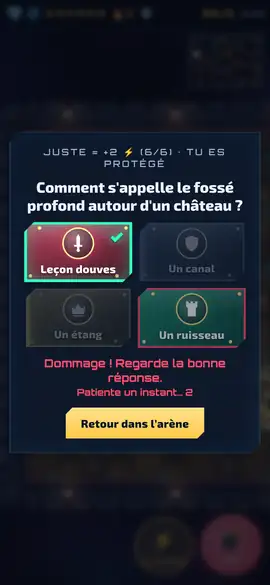 JUSTE = +2 ⚡ (6/6) · TU ES
PROTÉGÉ
Comment s'appelle le fossé
profond autour d'un château ?
Leçon douves
Un canal
Un étang
Un ruisseau
Dommage ! Regarde la bonne
réponse.
Patiente un instant… 2
Retour dans l'arène